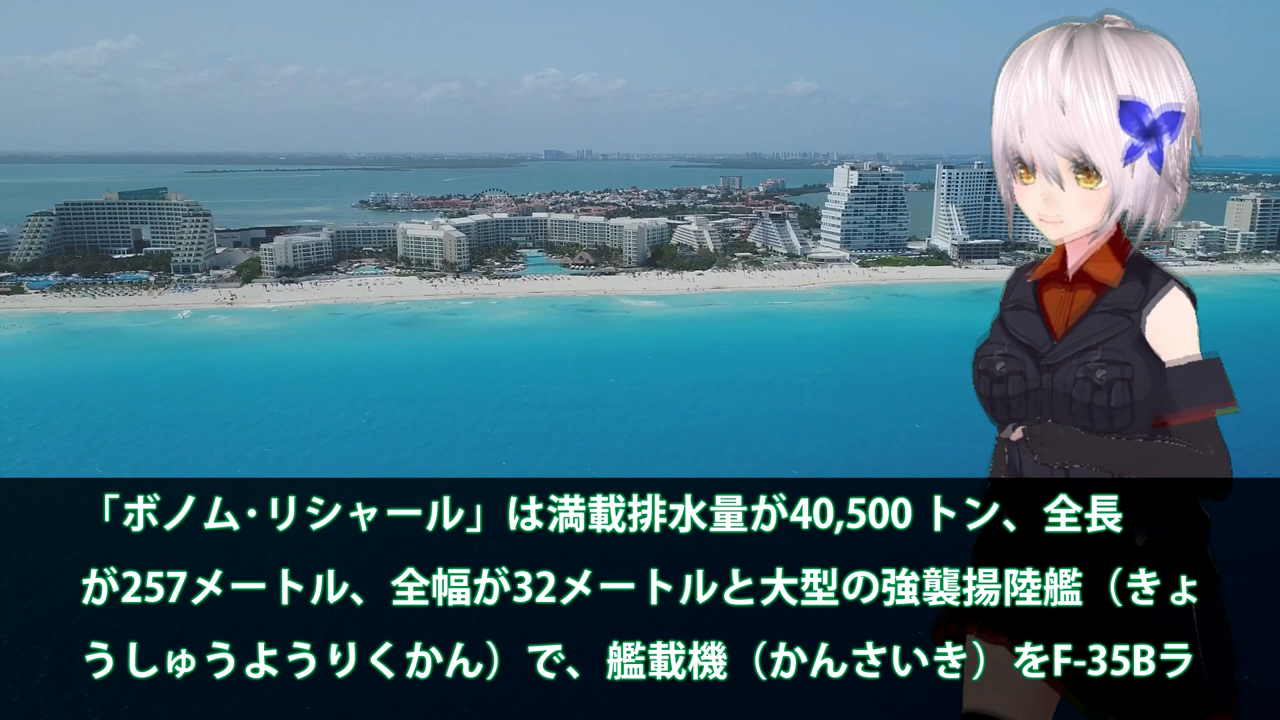 「ボノム・リシャール」は満載排水量が40,500 トン、全長
が257メートル、全幅が32メートルと大型の強襲揚陸艦（きょ
うしゅうようりくかん）で、艦載機（かんさいき）をF-35Bラ